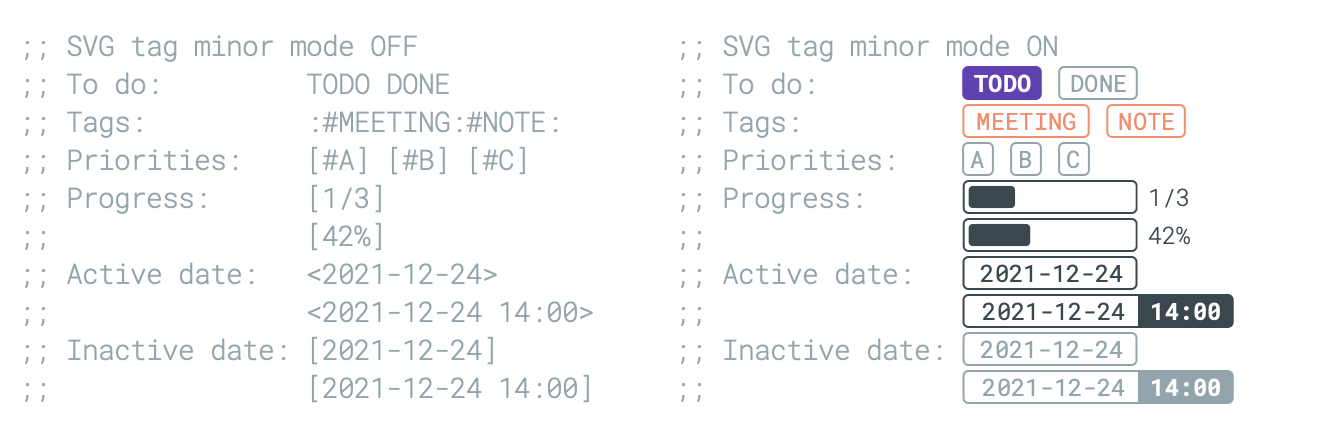 ;; SVG tag minor mode OFF
;; To do:          TODO DONE
;; Tags:           :#MEETING:#NOTE:
;; Priorities:     [#A] [#B] [#C]
;; Progress:       [1/3]
;;                 [42%]
;; Active date:    <2021-12-24>
;;                 <2021-12-24 14:00>
;; Inactive date:  [2021-12-24]
;;                 [2021-12-24 14:00]
;; SVG tag minor mode ON
;; To do:          TODO DONE
;; Tags:           MEETING NOTE
;; Priorities:     A B C
;; Progress:       1/3
;;                 42%
;; Active date:    2021-12-24
;;                 2021-12-24 14:00
;; Inactive date:  2021-12-24
;;                 2021-12-24 14:00